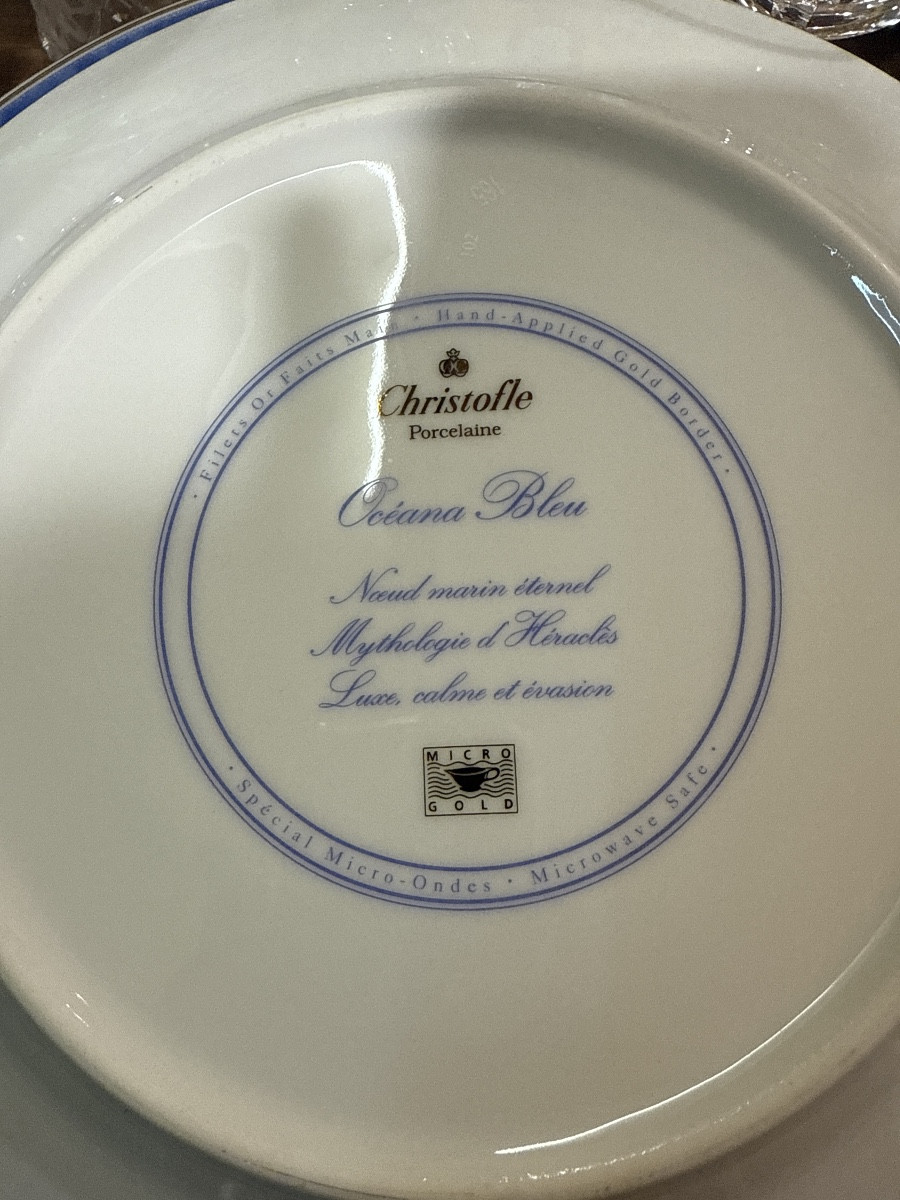 · Filets Or Faits Main · Hand-Applied Gold Border ·
OC
Christofle
Porcelaine
Océana Bleu
Nœud marin éternel
Mythologie d'Héraclès
Luxe, calme et évasion
MICRO
GOLD
· Spécial Micro-Ondes · Microwave Safe ·